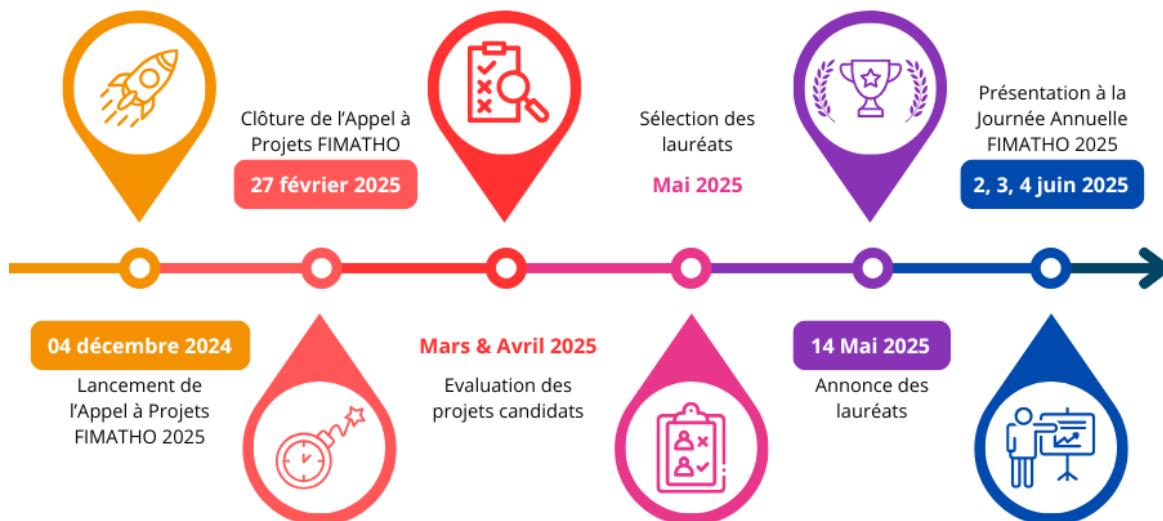 04 décembre 2024
Lancement de
l'Appel à Projets
FIMATHO 2025
Clôture de l'Appel à
Projets FIMATHO
27 février 2025
Mars & Avril 2025
Evaluation des
projets candidats
Sélection des
lauréats
Mai 2025
14 Mai 2025
Annonce des
lauréats
Présentation à la
Journée Annuelle
FIMATHO 2025
2, 3, 4 juin 2025